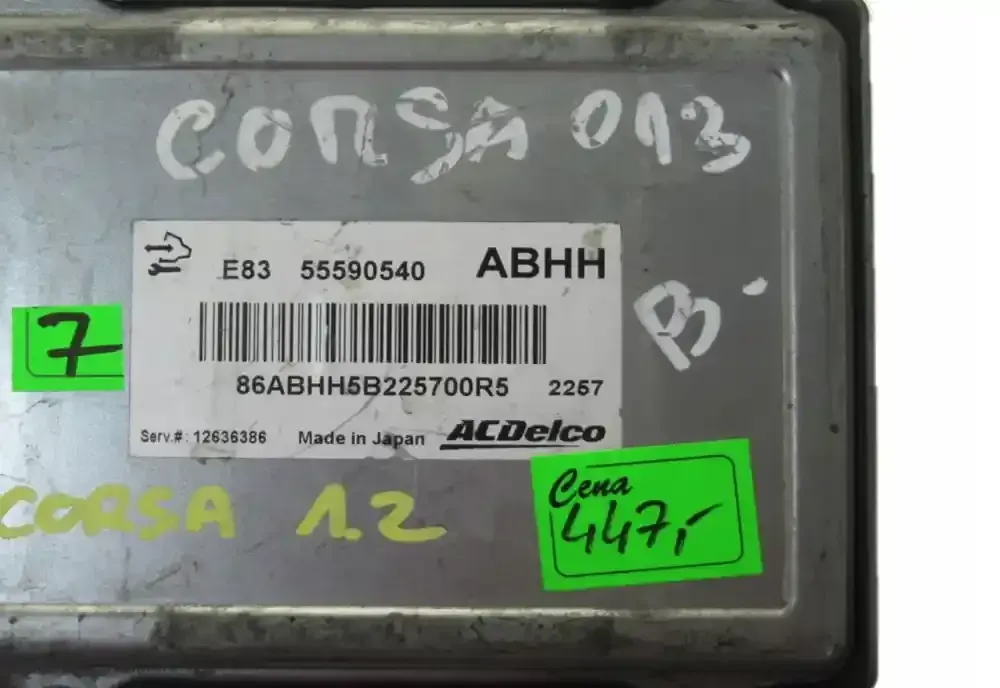 CORSA 013
E83 55590540 ABHH
B
7
86ABHH5B225700R5 2257
Serv.#: 12636386 Made in Japan ACDelco
CORSA 1.2
Cena
447,-